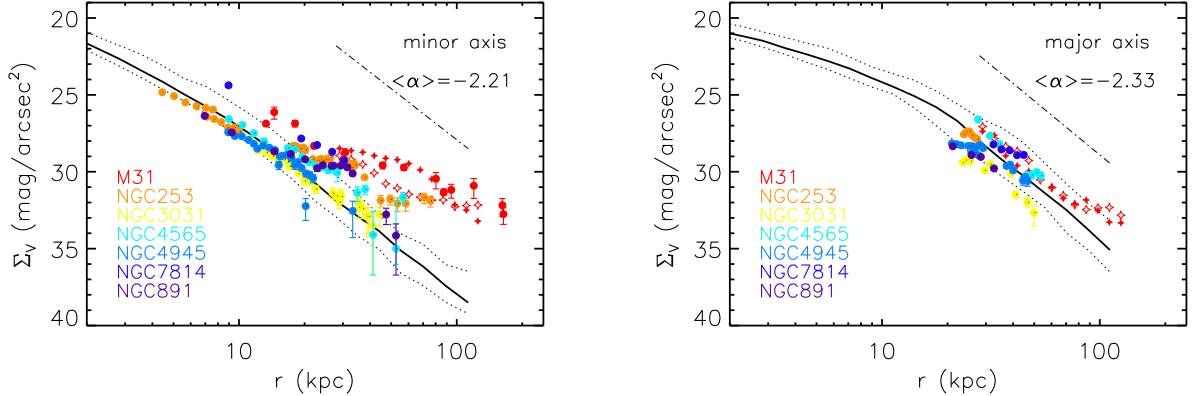 minor axis
<α>=−2.21
M31
NGC253
NGC3031
NGC4565
NGC4945
NGC7814
NGC891
20
25
30
35
40
ΣV (mag/arcsec2)
10
100
r (kpc)
major axis
<α>=−2.33
M31
NGC253
NGC3031
NGC4565
NGC4945
NGC7814
NGC891
20
25
30
35
40
ΣV (mag/arcsec2)
10
100
r (kpc)